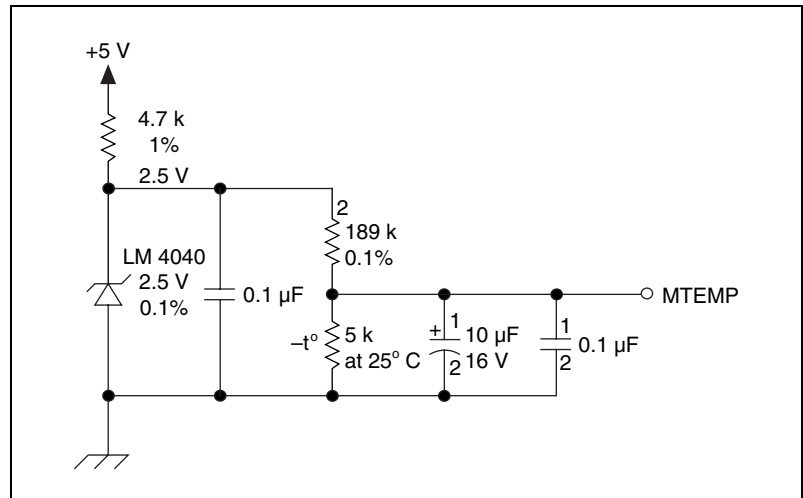 +5 V
4.7 k
1%
2.5 V
2
189 k
0.1%
LM 4040
2.5 V
0.1%
0.1 µF
MTEMP
–t°
5 k
at 25° C
+
1
10 µF
2
16 V
1
0.1 µF
2